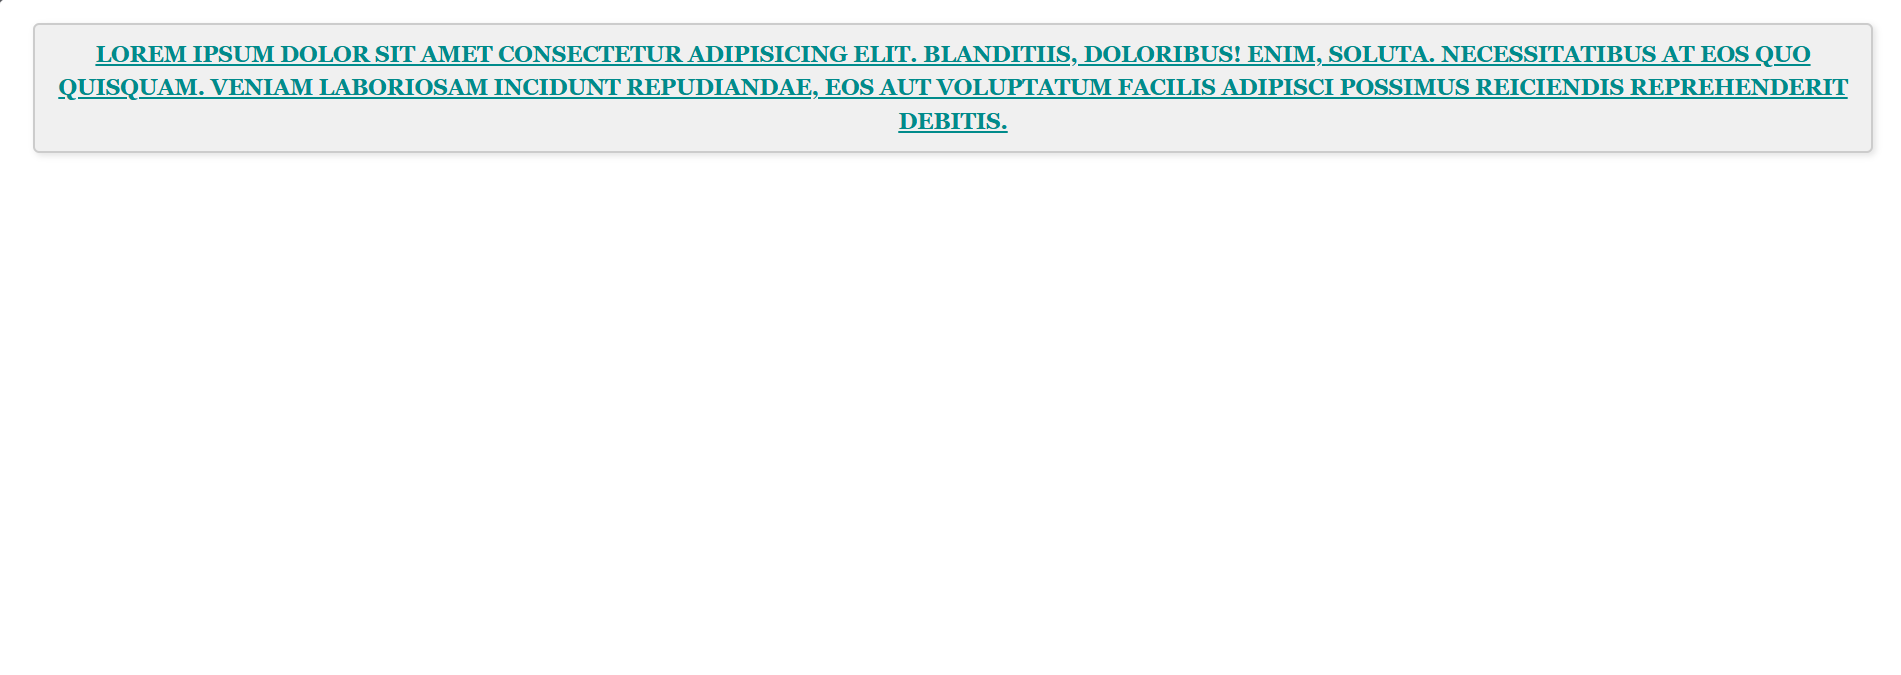 LOREM IPSUM DOLOR SIT AMET CONSECTETUR ADIPISICING ELIT. BLANDITIIS, DOLORIBUS! ENIM, SOLUTA. NECESSITATIBUS AT EOS QUO
QUISQUAM. VENIAM LABORIOSAM INCIDUNT REPUDIANDAE, EOS AUT VOLUPTATUM FACILIS ADIPISCI POSSIMUS REICIENDIS REPREHENDERIT
DEBITIS.